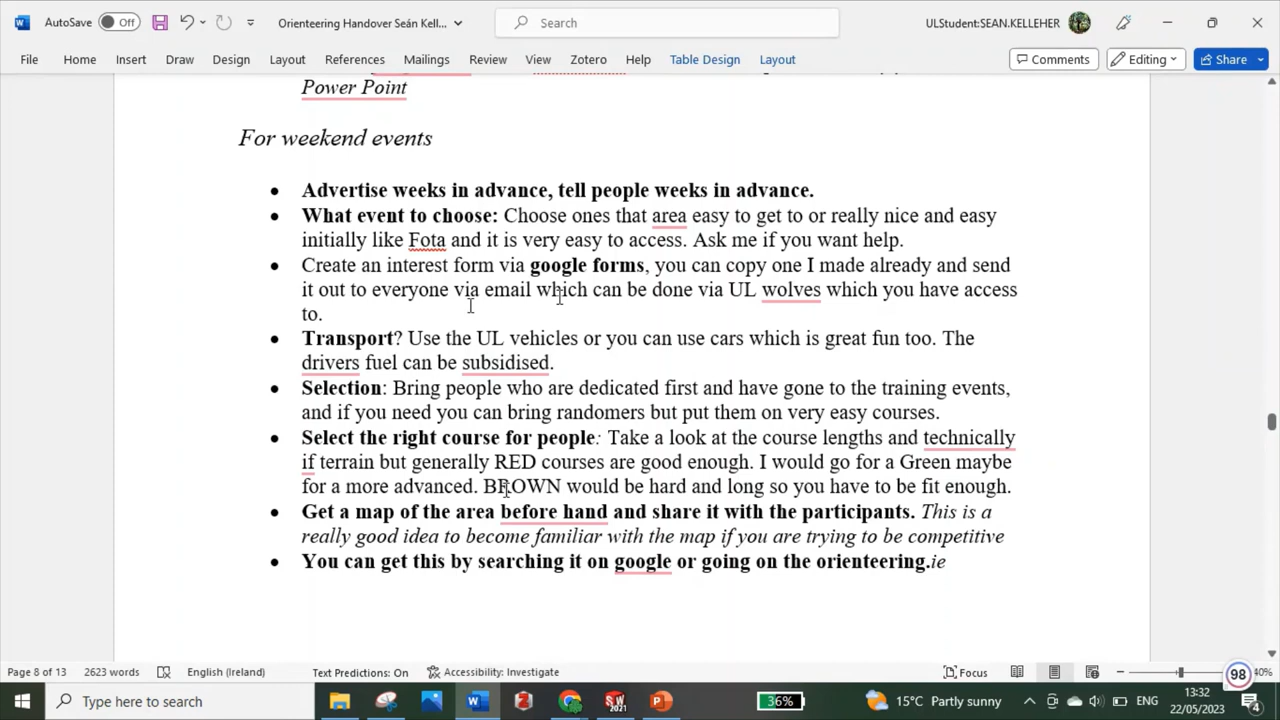 AutoSave Off Orienteering Handover Seán Kell... Search ULStudent:SEAN.KELLEHER
File Home Insert Draw Design Layout References Mailings Review View Zotero Help Table Design Layout Comments Editing Share
Power Point
For weekend events
• Advertise weeks in advance, tell people weeks in advance.
• What event to choose: Choose ones that area easy to get to or really nice and easy
initially like Fota and it is very easy to access. Ask me if you want help.
• Create an interest form via google forms, you can copy one I made already and send
it out to everyone via email which can be done via UL wolves which you have access
to.
• Transport? Use the UL vehicles or you can use cars which is great fun too. The
drivers fuel can be subsidised.
• Selection: Bring people who are dedicated first and have gone to the training events,
and if you need you can bring randomers but put them on very easy courses.
• Select the right course for people: Take a look at the course lengths and technically
if terrain but generally RED courses are good enough. I would go for a Green maybe
for a more advanced. BROWN would be hard and long so you have to be fit enough.
• Get a map of the area before hand and share it with the participants. This is a
really good idea to become familiar with the map if you are trying to be competitive
• You can get this by searching it on google or going on the orienteering.ie
Page 8 of 13 2623 words English (Ireland) Text Predictions: On Accessibility: Investigate Focus 98 40%
Type here to search 36% 15°C Partly sunny ENG 13:32
22/05/2023